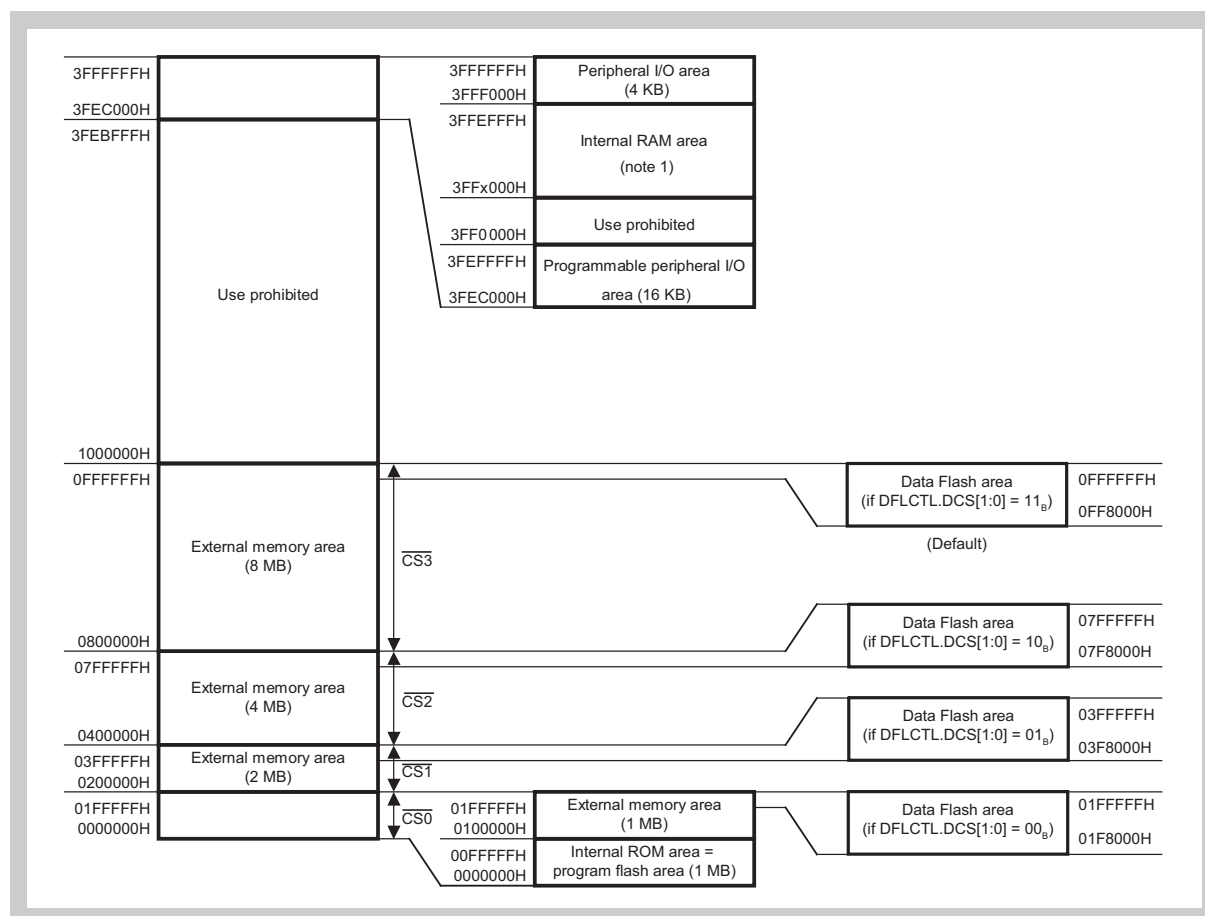 3FFFFFFH
3FEC000H
3FEBFFFH
Use prohibited
1000000H
0FFFFFFH
External memory area
(8 MB)
0800000H
07FFFFFH
External memory area
(4 MB)
0400000H
03FFFFFH
External memory area
(2 MB)
0200000H
01FFFFFH
0000000H
CS3
CS2
CS1
CS0
3FFFFFFH
Peripheral I/O area
(4 KB)
3FFF000H
3FFEFFFH
Internal RAM area
(note 1)
3FFx000H
Use prohibited
3FF0000H
3FEFFFFH
Programmable peripheral I/O
area (16 KB)
3FEC000H
01FFFFFH
External memory area
(1 MB)
0100000H
00FFFFFH
Internal ROM area =
program flash area (1 MB)
0000000H
Data Flash area
(if DFLCTL.DCS[1:0] = 11B)
0FFFFFFH
0FF8000H
(Default)
Data Flash area
(if DFLCTL.DCS[1:0] = 10B)
07FFFFFH
07F8000H
Data Flash area
(if DFLCTL.DCS[1:0] = 01B)
03FFFFFH
03F8000H
Data Flash area
(if DFLCTL.DCS[1:0] = 00B)
01FFFFFH
01F8000H